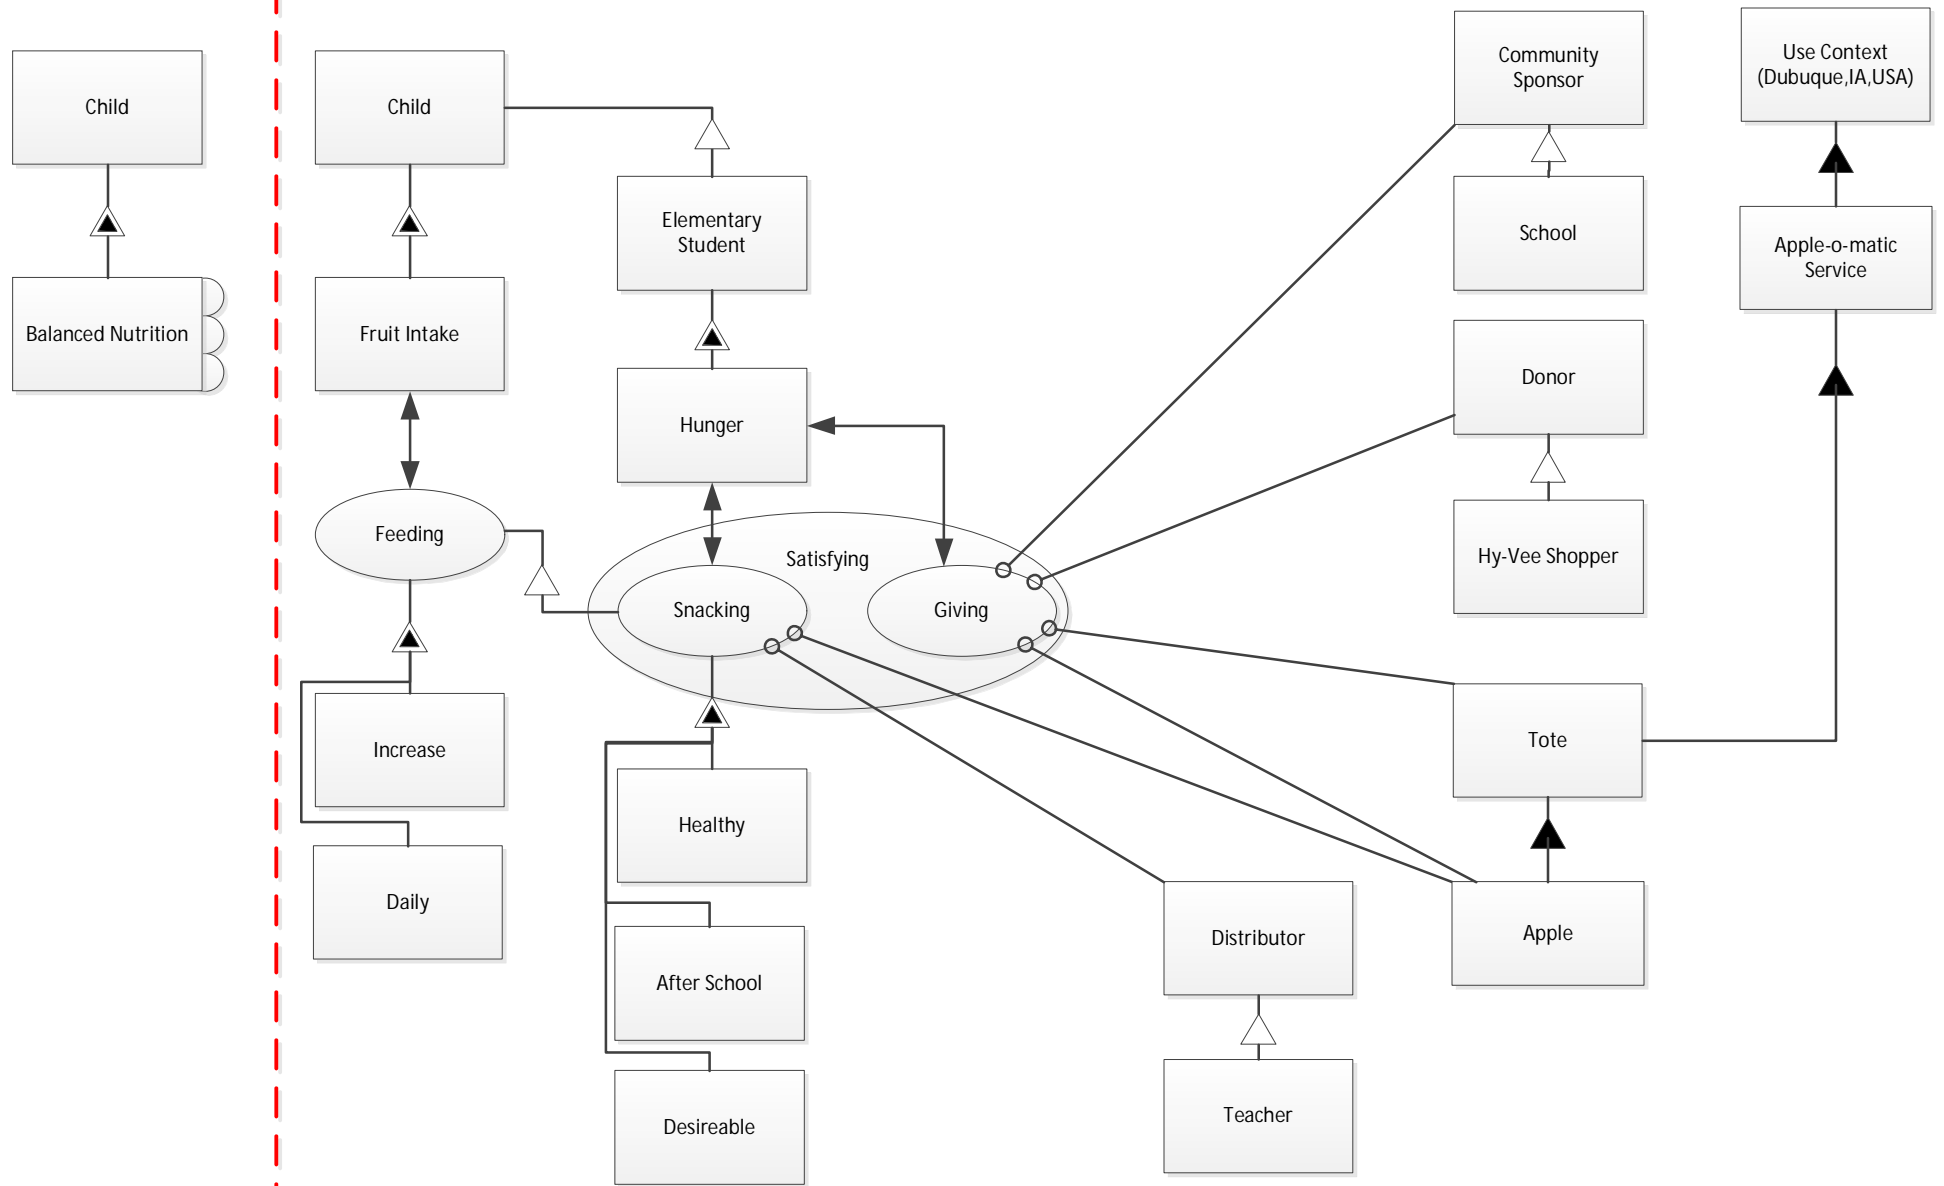 Child
Balanced Nutrition
Child
Fruit Intake
Feeding
Increase
Daily
Elementary
Student
Hunger
Satisfying
Snacking
Giving
Healthy
After School
Desireable
Community
Sponsor
School
Donor
Hy-Vee Shopper
Tote
Apple
Distributor
Teacher
Use Context
(Dubuque,IA,USA)
Apple-o-matic
Service